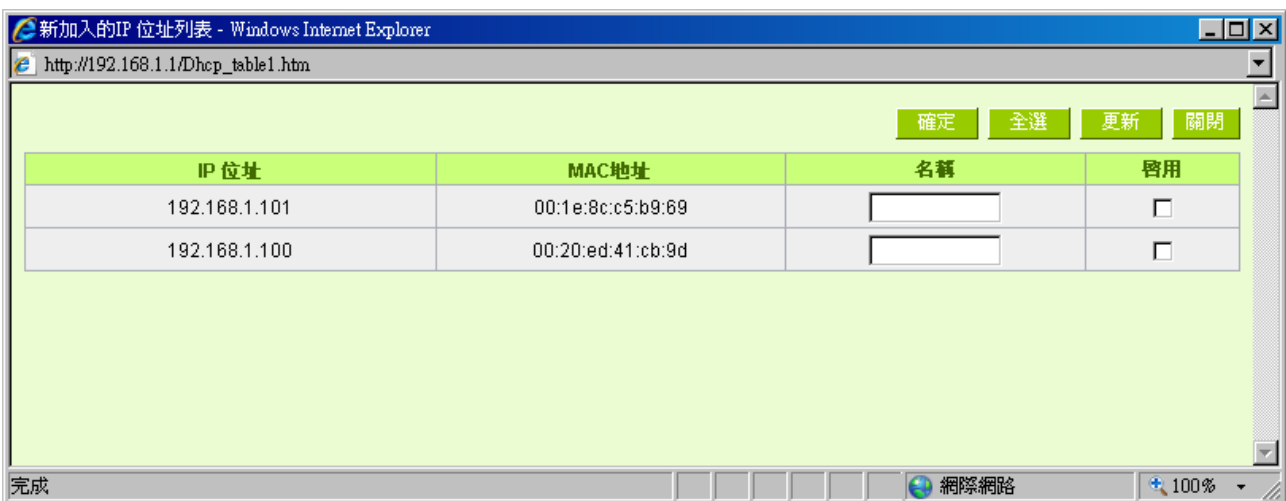 新加入的IP 位址列表 - Windows Internet Explorer
http://192.168.1.1/Dhcp_table1.htm
確定 全選 更新 關閉
IP 位址 MAC地址 名稱 啓用
192.168.1.101 00:1e:8c:c5:b9:69
192.168.1.100 00:20:ed:41:cb:9d
完成 網際網路 100%